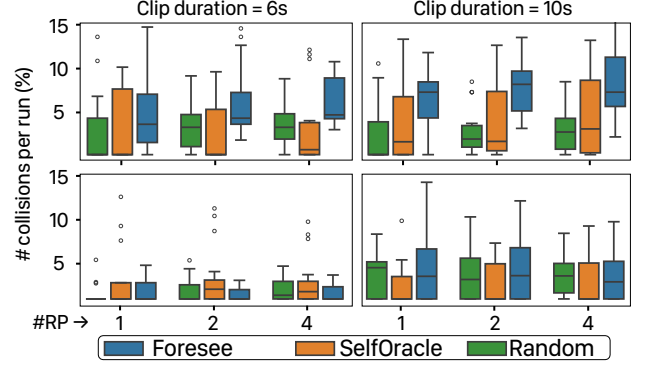 Clip duration = 6s
Clip duration = 10s
# collisions per run (%)
15
10
5
15
10
5
#RP → 1 2 4 1 2 4
Foresee SelfOracle Random